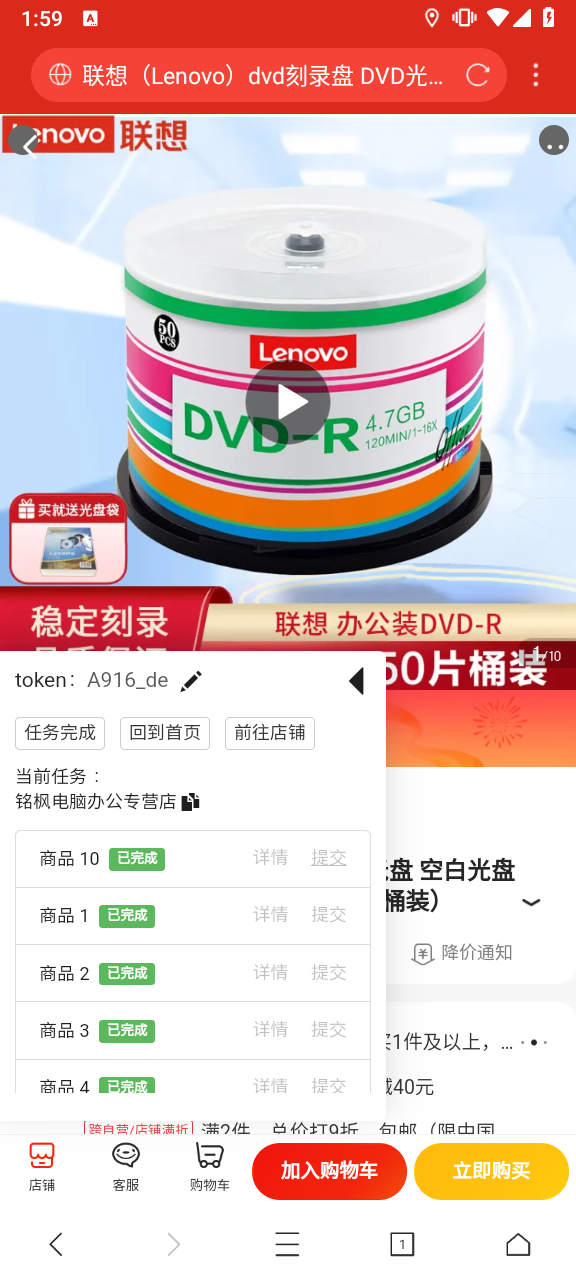 1:59
A
联想（Lenovo）dvd刻录盘 DVD光…
Lenovo 联想
50
PCS
Lenovo
DVD-R
4.7GB
120MIN/1-16X
Office
买就送光盘袋
稳定刻录
联想 办公装DVD-R
50片桶装
1/10
token： A916_de
任务完成
回到首页
前往店铺
当前任务：
铭枫电脑办公专营店
商品 10 已完成 详情 提交
商品 1 已完成 详情 提交
商品 2 已完成 详情 提交
商品 3 已完成 详情 提交
商品 4 已完成 详情 提交
光盘 空白光盘
桶装）
降价通知
买1件及以上，…
减40元
跨自营/店铺满折 满2件，总价打9折，包邮（限中国
店铺
客服
购物车
加入购物车
立即购买
1